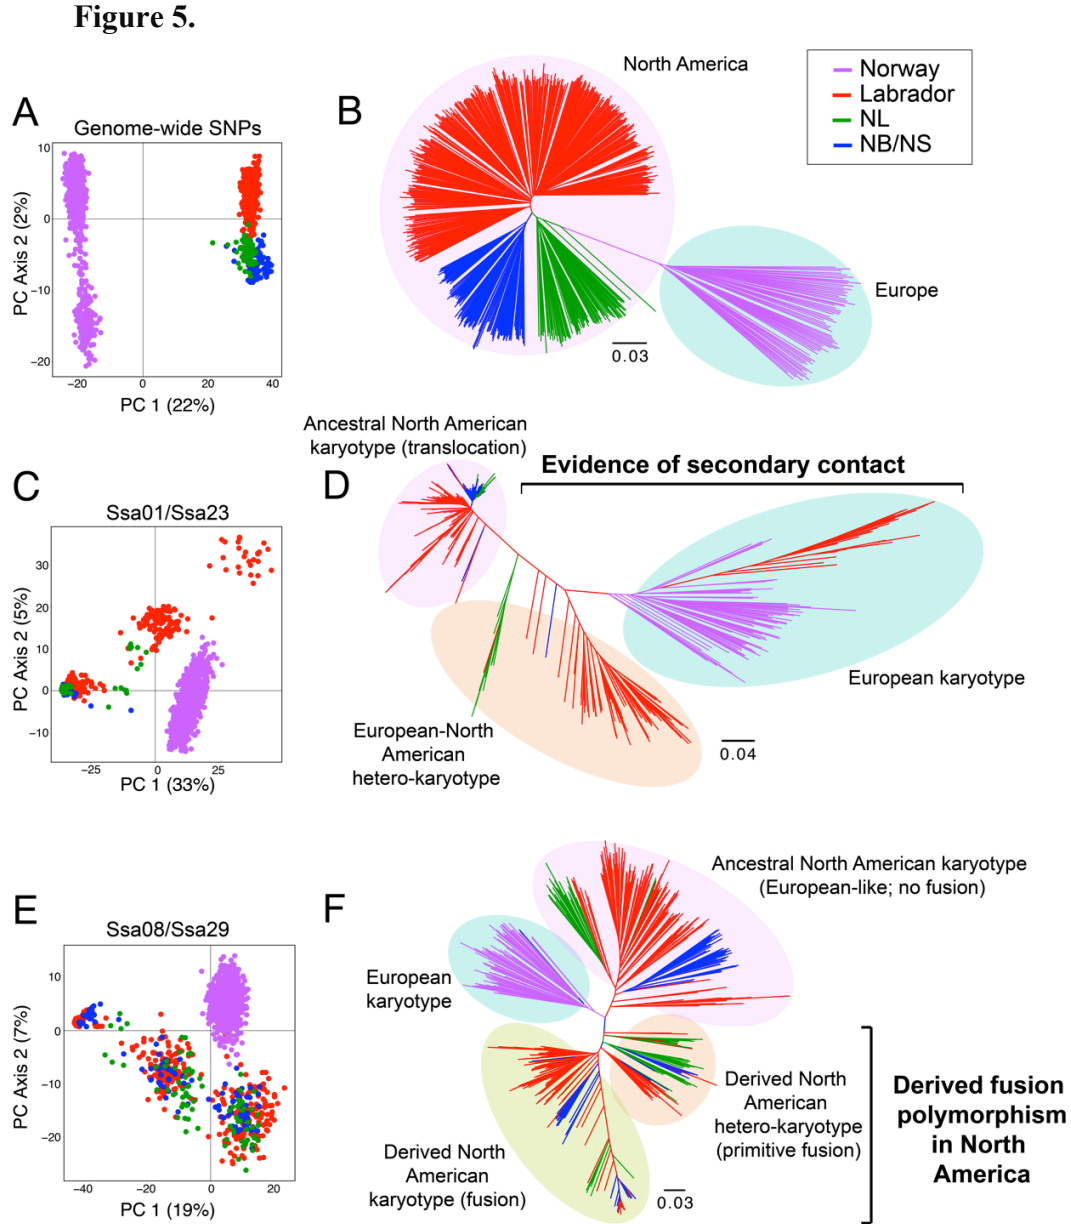 Figure 5.
A
Genome-wide SNPs
10
0
−10
−20
PC Axis 2 (2%)
−20
0
20
40
PC 1 (22%)
B
North America
Europe
0.03
Norway
Labrador
NL
NB/NS
C
Ssa01/Ssa23
30
20
10
0
−10
PC Axis 2 (5%)
−25
0
25
PC 1 (33%)
D
Ancestral North American
karyotype (translocation)
Evidence of secondary contact
European karyotype
European-North
American
hetero-karyotype
0.04
E
Ssa08/Ssa29
10
0
−10
−20
PC Axis 2 (7%)
−40
−20
0
20
PC 1 (19%)
F
Ancestral North American karyotype
(European-like; no fusion)
European
karyotype
Derived North
American
hetero-karyotype
(primitive fusion)
Derived North
American
karyotype (fusion)
0.03
Derived fusion
polymorphism
in North
America